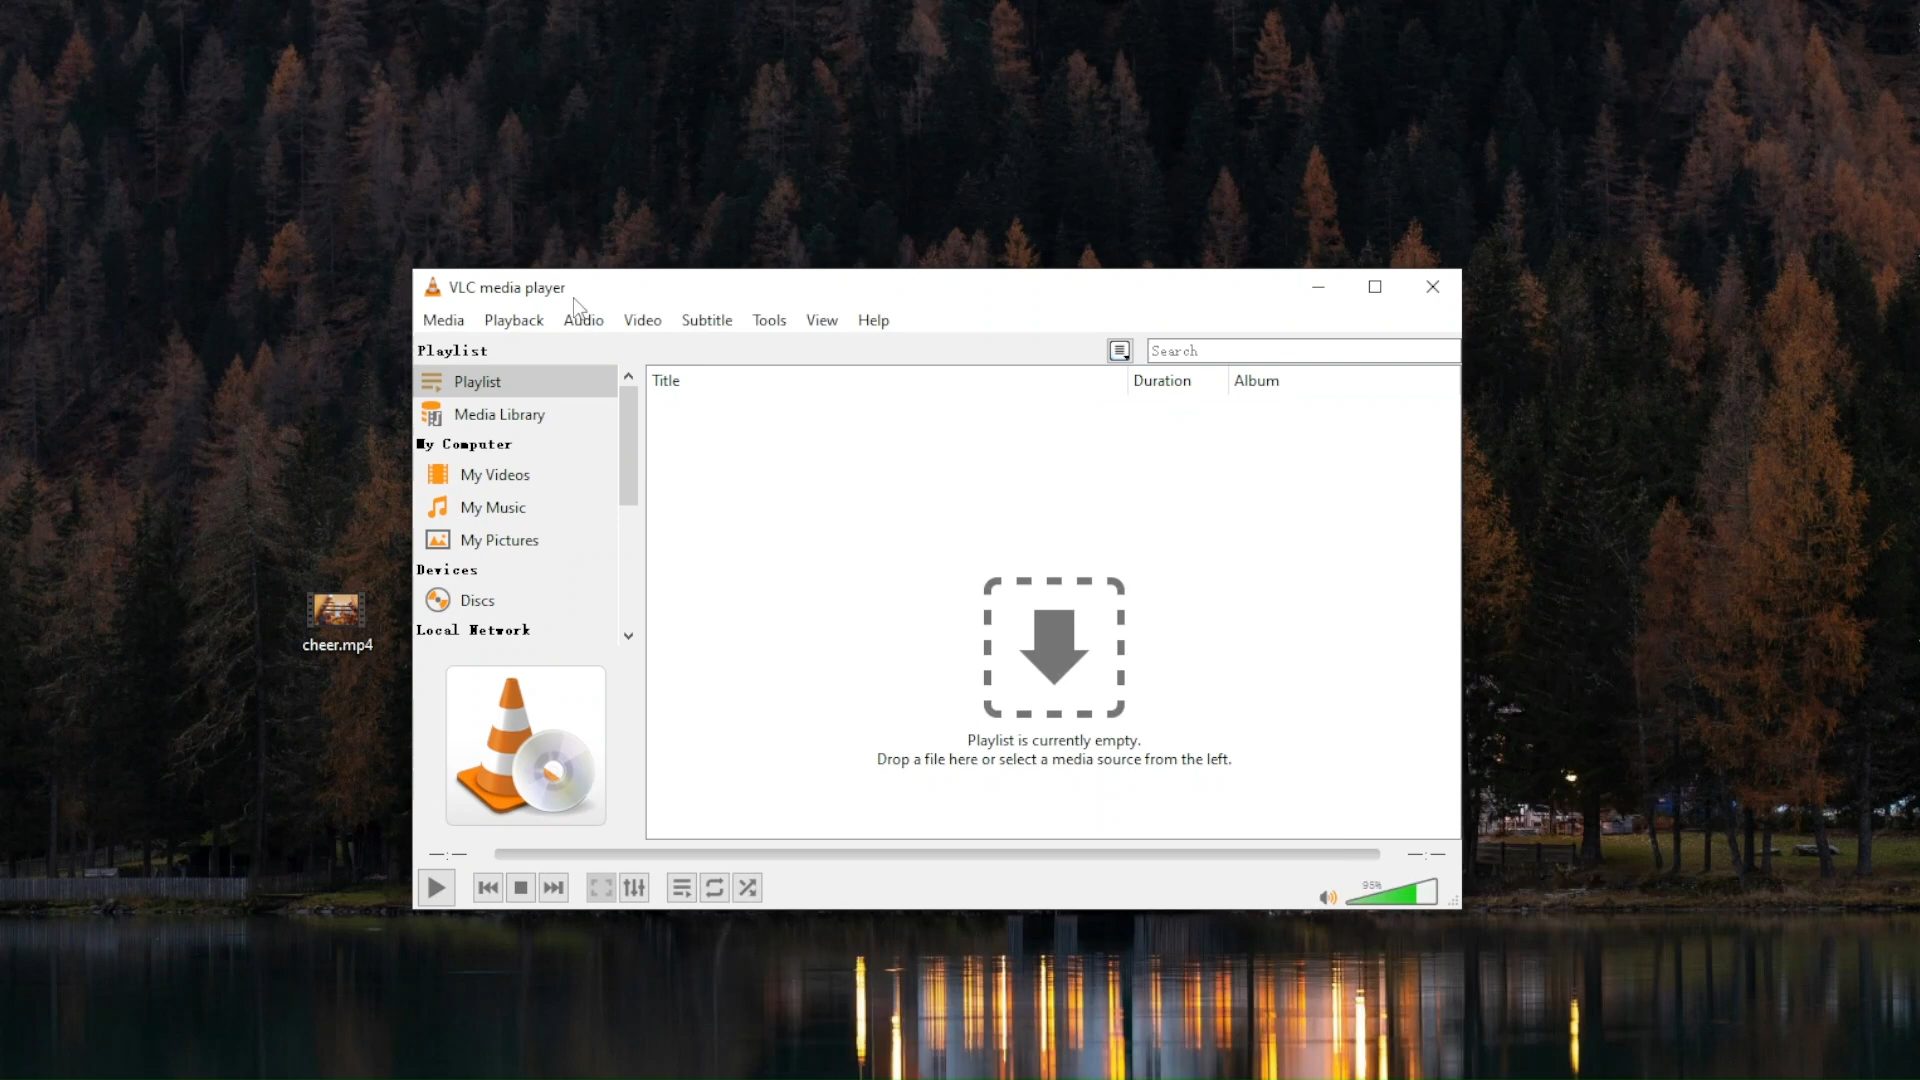 VLC media player
Media Playback Audio Video Subtitle Tools View Help
Playlist
Search
Playlist
Media Library
My Computer
My Videos
My Music
My Pictures
Devices
Discs
Local Network
Title Duration Album
cheer.mp4
Playlist is currently empty.
Drop a file here or select a media source from the left.
--:-- --:--
95%